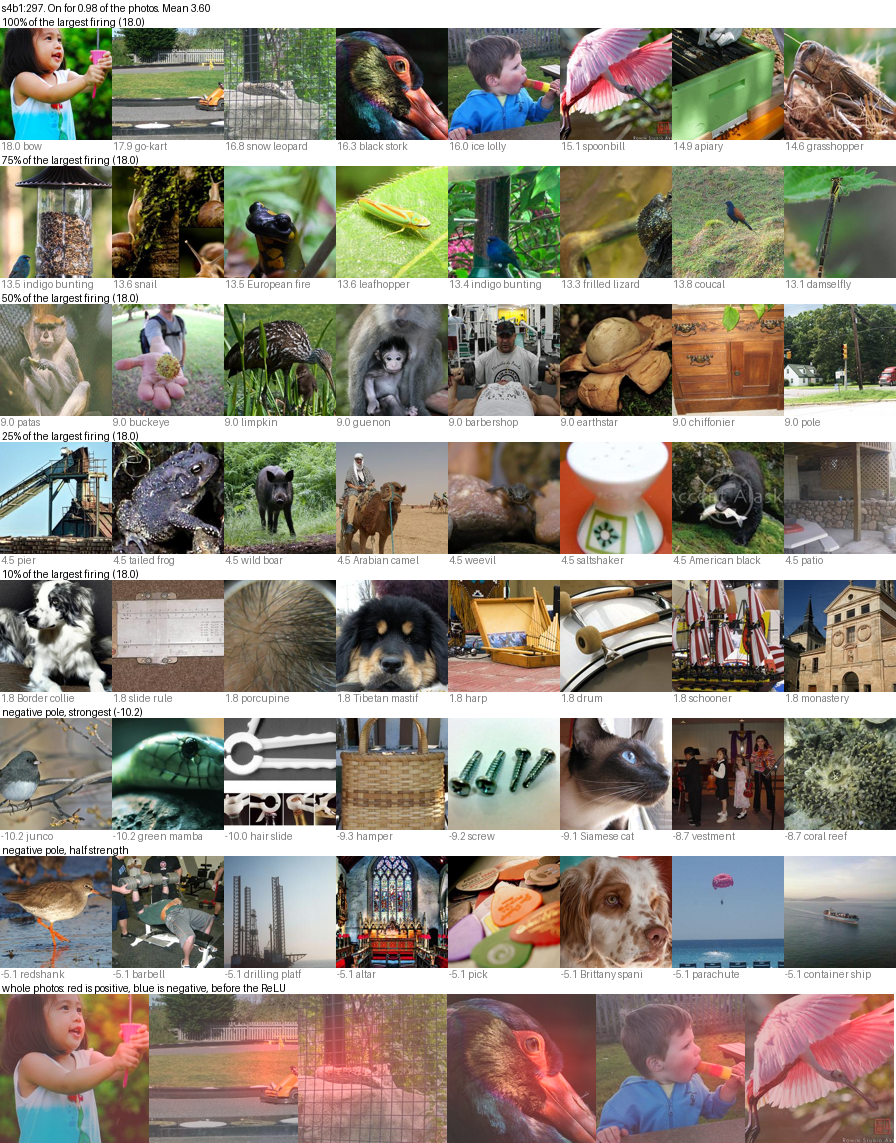 s4b1:297. On for 0.98 of the photos. Mean 3.60
100% of the largest firing (18.0)
18.0 bow
17.9 go-kart
16.8 snow leopard
16.3 black stork
16.0 ice lolly
15.1 spoonbill
14.9 apiary
14.6 grasshopper
75% of the largest firing (18.0)
13.5 indigo bunting
13.6 snail
13.5 European fire
13.6 leafhopper
13.4 indigo bunting
13.3 frilled lizard
13.8 coucal
13.1 damselfly
50% of the largest firing (18.0)
9.0 patas
9.0 buckeye
9.0 limpkin
9.0 guenon
9.0 barbershop
9.0 earthstar
9.0 chiffonier
9.0 pole
25% of the largest firing (18.0)
Accent Alaska
4.5 pier
4.5 tailed frog
4.5 wild boar
4.5 Arabian camel
4.5 weevil
4.5 saltshaker
4.5 American black
4.5 patio
10% of the largest firing (18.0)
1.8 Border collie
1.8 slide rule
1.8 porcupine
1.8 Tibetan mastif
1.8 harp
1.8 drum
1.8 schooner
1.8 monastery
negative pole, strongest (-10.2)
-10.2 junco
-10.2 green mamba
-10.0 hair slide
-9.3 hamper
-9.2 screw
-9.1 Siamese cat
-8.7 vestment
-8.7 coral reef
negative pole, half strength
-5.1 redshank
-5.1 barbell
-5.1 drilling platf
-5.1 altar
-5.1 pick
-5.1 Brittany spani
-5.1 parachute
-5.1 container ship
whole photos: red is positive, blue is negative, before the ReLU